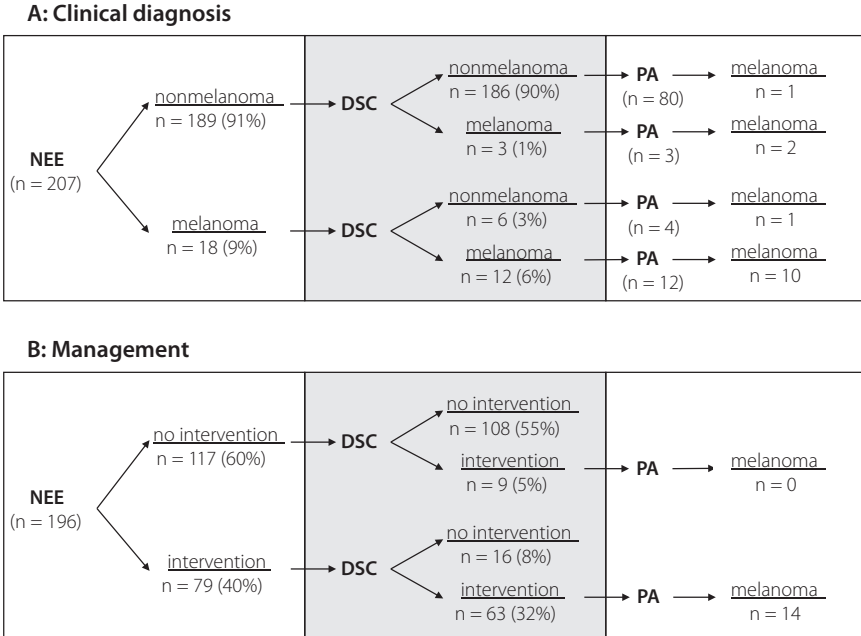 A: Clinical diagnosis
NEE
(n = 207)
nonmelanoma
n = 189 (91%)
melanoma
n = 18 (9%)
DSC
DSC
nonmelanoma
n = 186 (90%)
melanoma
n = 3 (1%)
nonmelanoma
n = 6 (3%)
melanoma
n = 12 (6%)
PA
(n = 80)
PA
(n = 3)
PA
(n = 4)
PA
(n = 12)
melanoma
n = 1
melanoma
n = 2
melanoma
n = 1
melanoma
n = 10
B: Management
NEE
(n = 196)
no intervention
n = 117 (60%)
intervention
n = 79 (40%)
DSC
DSC
no intervention
n = 108 (55%)
intervention
n = 9 (5%)
no intervention
n = 16 (8%)
intervention
n = 63 (32%)
PA
PA
melanoma
n = 0
melanoma
n = 14